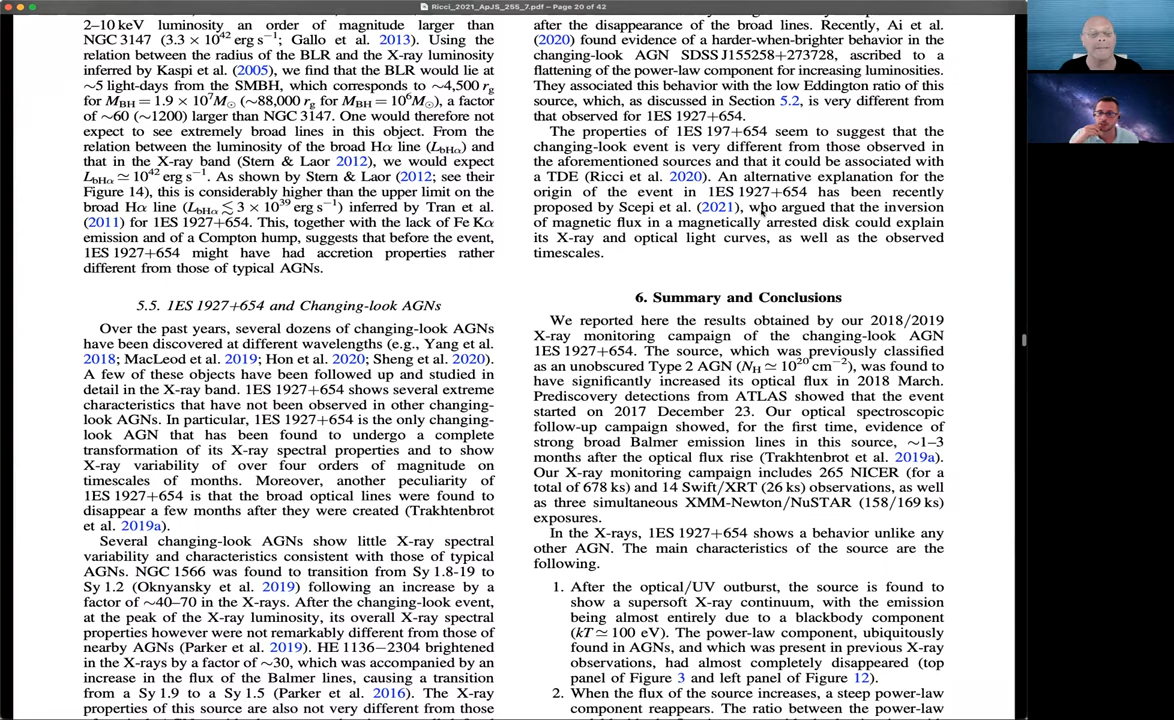 Ricci_2021_ApJS_255_7.pdf – Page 20 of 42
2–10 keV luminosity an order of magnitude larger than
NGC 3147 (3.3 × 10⁴² erg s⁻¹; Gallo et al. 2013). Using the
relation between the radius of the BLR and the X-ray luminosity
inferred by Kaspi et al. (2005), we find that the BLR would lie at
∼5 light-days from the SMBH, which corresponds to ∼4,500 r_g
for M_BH = 1.9 × 10⁷ M_⊙ (∼88,000 r_g for M_BH = 10⁶ M_⊙), a factor
of ∼60 (∼1200) larger than NGC 3147. One would therefore not
expect to see extremely broad lines in this object. From the
relation between the luminosity of the broad Hα line (L_bHα) and
that in the X-ray band (Stern & Laor 2012), we would expect
L_bHα ≃ 10⁴² erg s⁻¹. As shown by Stern & Laor (2012; see their
Figure 14), this is considerably higher than the upper limit on the
broad Hα line (L_bHα ≲ 3 × 10³⁹ erg s⁻¹) inferred by Tran et al.
(2011) for 1ES 1927+654. This, together with the lack of Fe Kα
emission and of a Compton hump, suggests that before the event,
1ES 1927+654 might have had accretion properties rather
different from those of typical AGNs.
5.5. 1ES 1927+654 and Changing-look AGNs
Over the past years, several dozens of changing-look AGNs
have been discovered at different wavelengths (e.g., Yang et al.
2018; MacLeod et al. 2019; Hon et al. 2020; Sheng et al. 2020).
A few of these objects have been followed up and studied in
detail in the X-ray band. 1ES 1927+654 shows several extreme
characteristics that have not been observed in other changing-
look AGNs. In particular, 1ES 1927+654 is the only changing-
look AGN that has been found to undergo a complete
transformation of its X-ray spectral properties and to show
X-ray variability of over four orders of magnitude on
timescales of months. Moreover, another peculiarity of
1ES 1927+654 is that the broad optical lines were found to
disappear a few months after they were created (Trakhtenbrot
et al. 2019a).
Several changing-look AGNs show little X-ray spectral
variability and characteristics consistent with those of typical
AGNs. NGC 1566 was found to transition from Sy 1.8-19 to
Sy 1.2 (Oknyansky et al. 2019) following an increase by a
factor of ∼40–70 in the X-rays. After the changing-look event,
at the peak of the X-ray luminosity, its overall X-ray spectral
properties however were not remarkably different from those of
nearby AGNs (Parker et al. 2019). HE 1136−2304 brightened
in the X-rays by a factor of ∼30, which was accompanied by an
increase in the flux of the Balmer lines, causing a transition
from a Sy 1.9 to a Sy 1.5 (Parker et al. 2016). The X-ray
properties of this source are also not very different from those
after the disappearance of the broad lines. Recently, Ai et al.
(2020) found evidence of a harder-when-brighter behavior in the
changing-look AGN SDSS J155258+273728, ascribed to a
flattening of the power-law component for increasing luminosities.
They associated this behavior with the low Eddington ratio of this
source, which, as discussed in Section 5.2, is very different from
that observed for 1ES 1927+654.
The properties of 1ES 197+654 seem to suggest that the
changing-look event is very different from those observed in
the aforementioned sources and that it could be associated with
a TDE (Ricci et al. 2020). An alternative explanation for the
origin of the event in 1ES 1927+654 has been recently
proposed by Scepi et al. (2021), who argued that the inversion
of magnetic flux in a magnetically arrested disk could explain
its X-ray and optical light curves, as well as the observed
timescales.
6. Summary and Conclusions
We reported here the results obtained by our 2018/2019
X-ray monitoring campaign of the changing-look AGN
1ES 1927+654. The source, which was previously classified
as an unobscured Type 2 AGN (N_H ≃ 10²⁰ cm⁻²), was found to
have significantly increased its optical flux in 2018 March.
Prediscovery detections from ATLAS showed that the event
started on 2017 December 23. Our optical spectroscopic
follow-up campaign showed, for the first time, evidence of
strong broad Balmer emission lines in this source, ∼1–3
months after the optical flux rise (Trakhtenbrot et al. 2019a).
Our X-ray monitoring campaign includes 265 NICER (for a
total of 678 ks) and 14 Swift/XRT (26 ks) observations, as well
as three simultaneous XMM-Newton/NuSTAR (158/169 ks)
exposures.
In the X-rays, 1ES 1927+654 shows a behavior unlike any
other AGN. The main characteristics of the source are the
following.
1. After the optical/UV outburst, the source is found to
show a supersoft X-ray continuum, with the emission
being almost entirely due to a blackbody component
(kT ≃ 100 eV). The power-law component, ubiquitously
found in AGNs, and which was present in previous X-ray
observations, had almost completely disappeared (top
panel of Figure 3 and left panel of Figure 12).
2. When the flux of the source increases, a steep power-law
component reappears. The ratio between the power-law